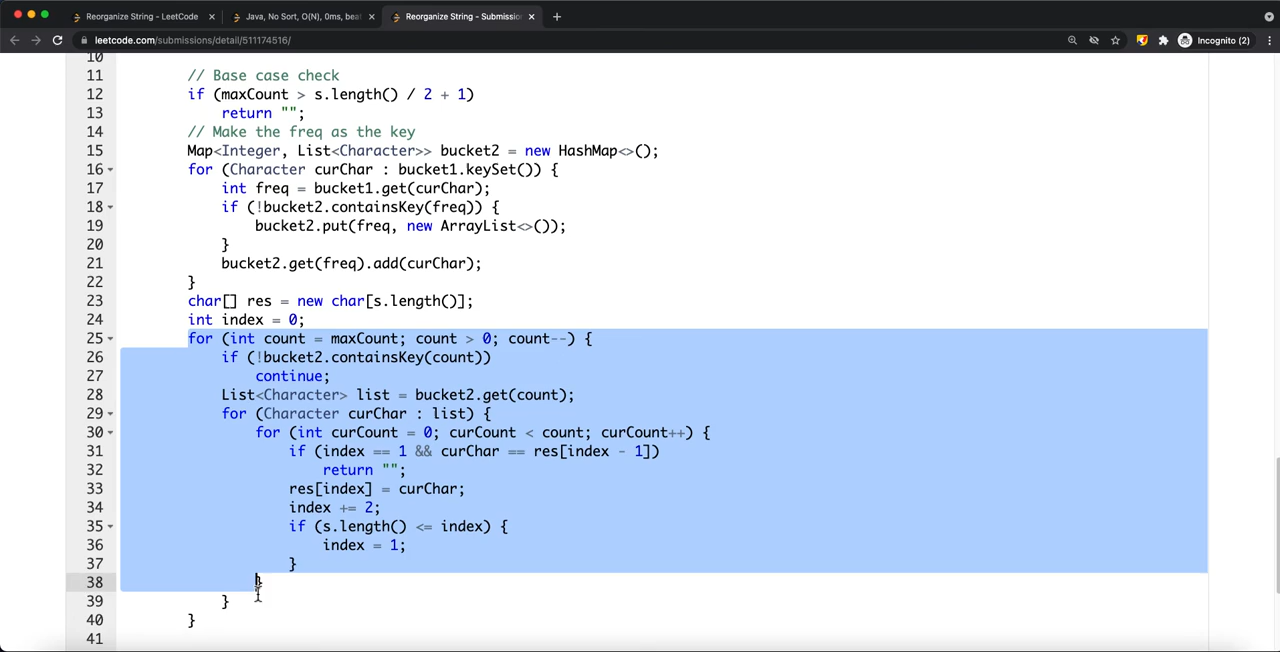 Reorganize String - LeetCode
Java, No Sort, O(N), 0ms, bea
Reorganize String - Submission
leetcode.com/submissions/detail/511174516/
Incognito (2)
10
11 // Base case check
12 if (maxCount > s.length() / 2 + 1)
13 return "";
14 // Make the freq as the key
15 Map<Integer, List<Character>> bucket2 = new HashMap<>();
16 for (Character curChar : bucket1.keySet()) {
17 int freq = bucket1.get(curChar);
18 if (!bucket2.containsKey(freq)) {
19 bucket2.put(freq, new ArrayList<>());
20 }
21 bucket2.get(freq).add(curChar);
22 }
23 char[] res = new char[s.length()];
24 int index = 0;
25 for (int count = maxCount; count > 0; count--) {
26 if (!bucket2.containsKey(count))
27 continue;
28 List<Character> list = bucket2.get(count);
29 for (Character curChar : list) {
30 for (int curCount = 0; curCount < count; curCount++) {
31 if (index == 1 && curChar == res[index - 1])
32 return "";
33 res[index] = curChar;
34 index += 2;
35 if (s.length() <= index) {
36 index = 1;
37 }
38 }
39 }
40 }
41